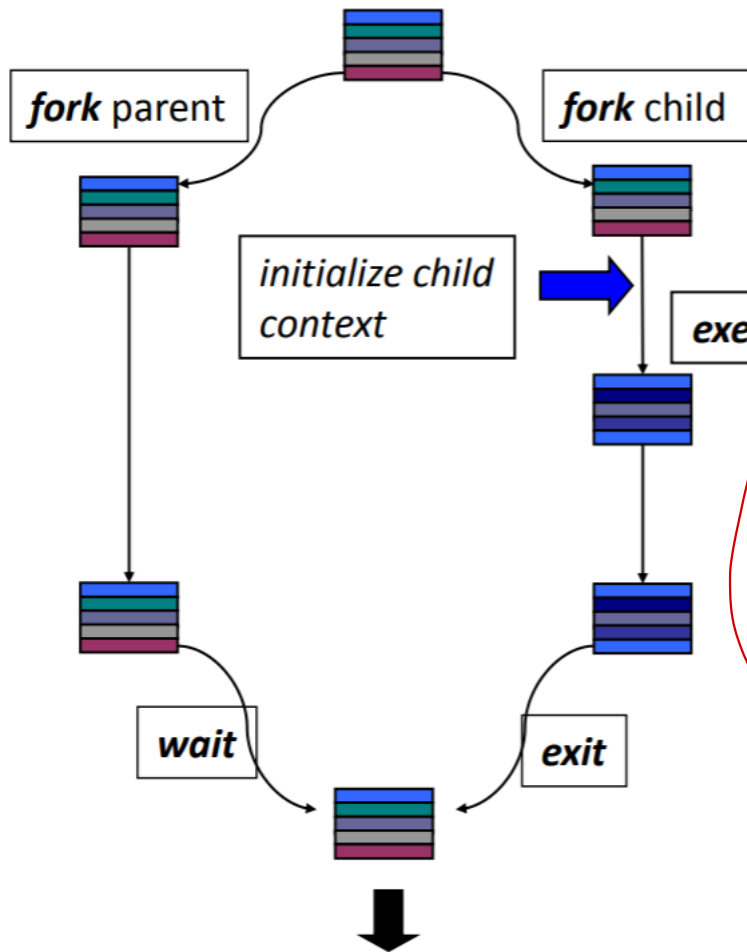 fork parent
fork child
initialize child
context
exe
wait
exit